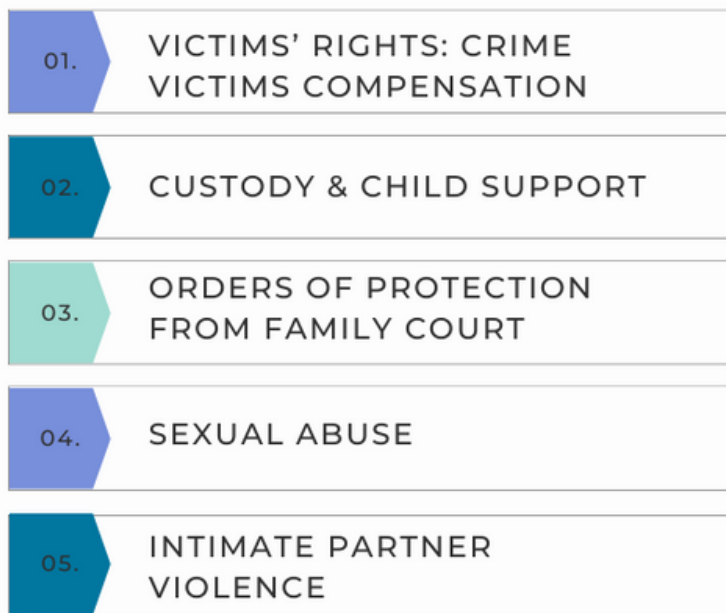 01.
VICTIMS’ RIGHTS: CRIME
VICTIMS COMPENSATION
02.
CUSTODY & CHILD SUPPORT
03.
ORDERS OF PROTECTION
FROM FAMILY COURT
04.
SEXUAL ABUSE
05.
INTIMATE PARTNER
VIOLENCE